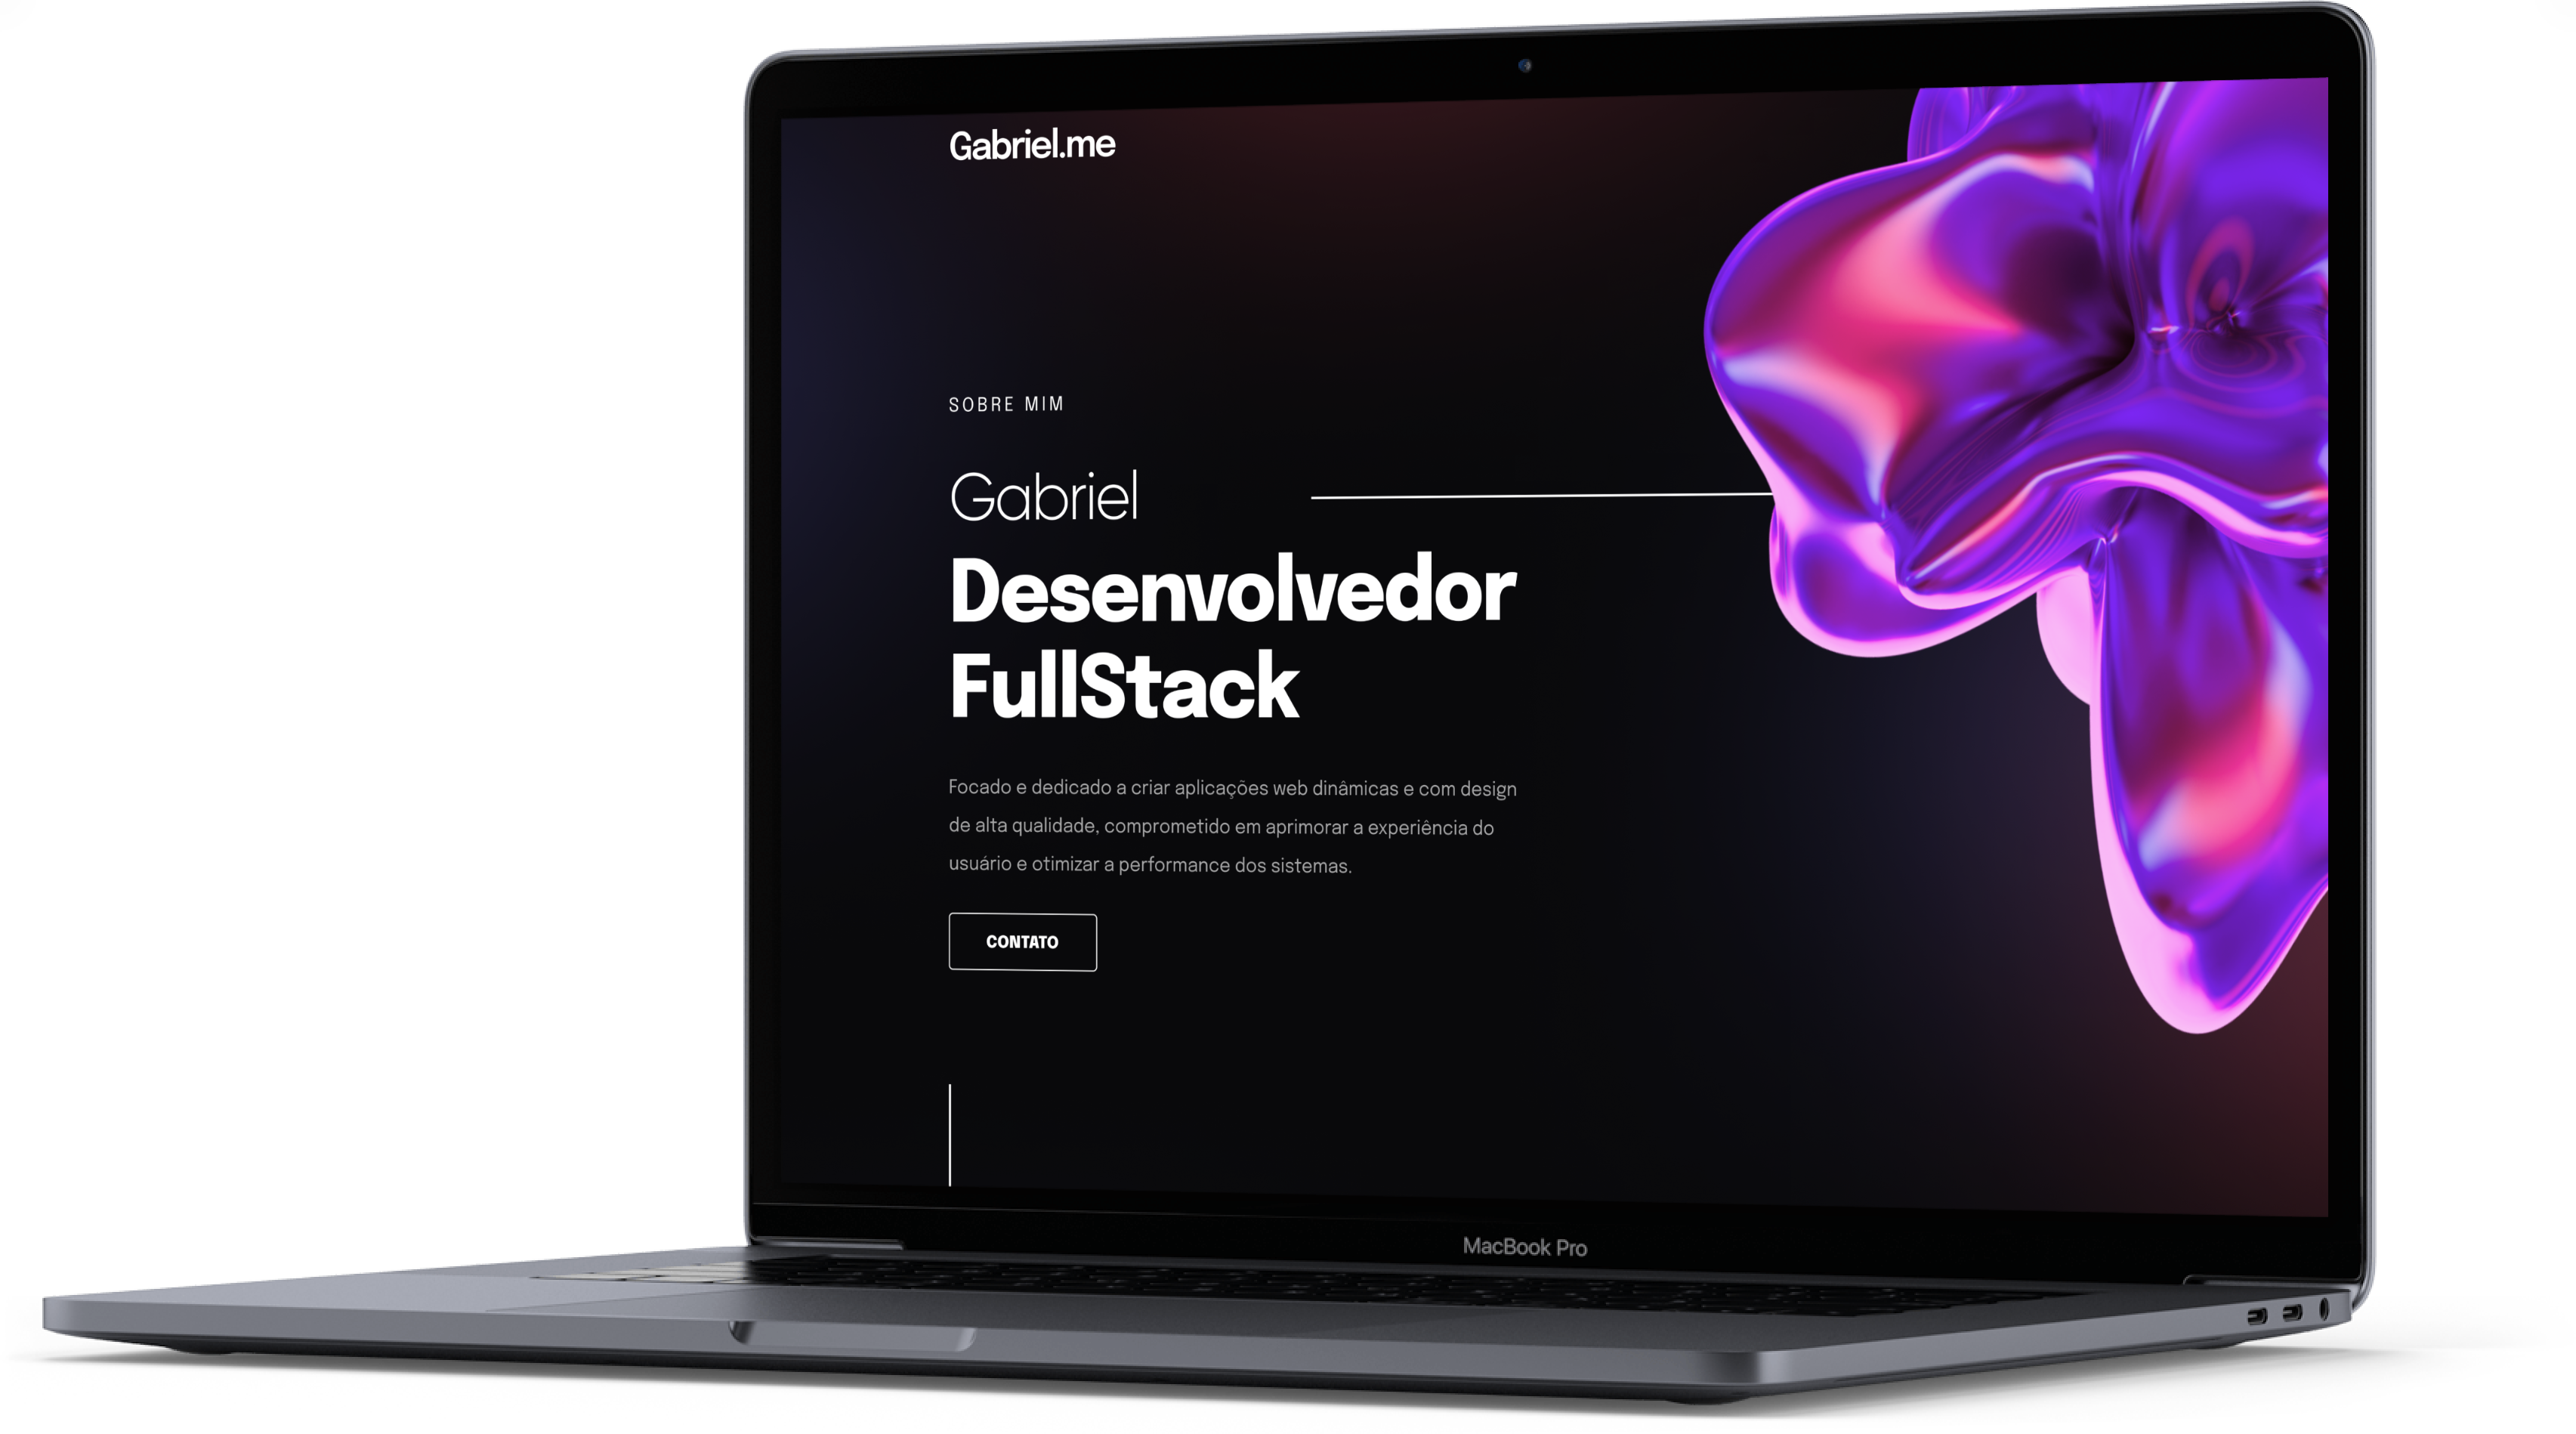 Gabriel.me
SOBRE MIM
Gabriel
Desenvolvedor
FullStack
Focado e dedicado a criar aplicações web dinâmicas e com design
de alta qualidade, comprometido em aprimorar a experiência do
usuário e otimizar a performance dos sistemas.
CONTATO
MacBook Pro